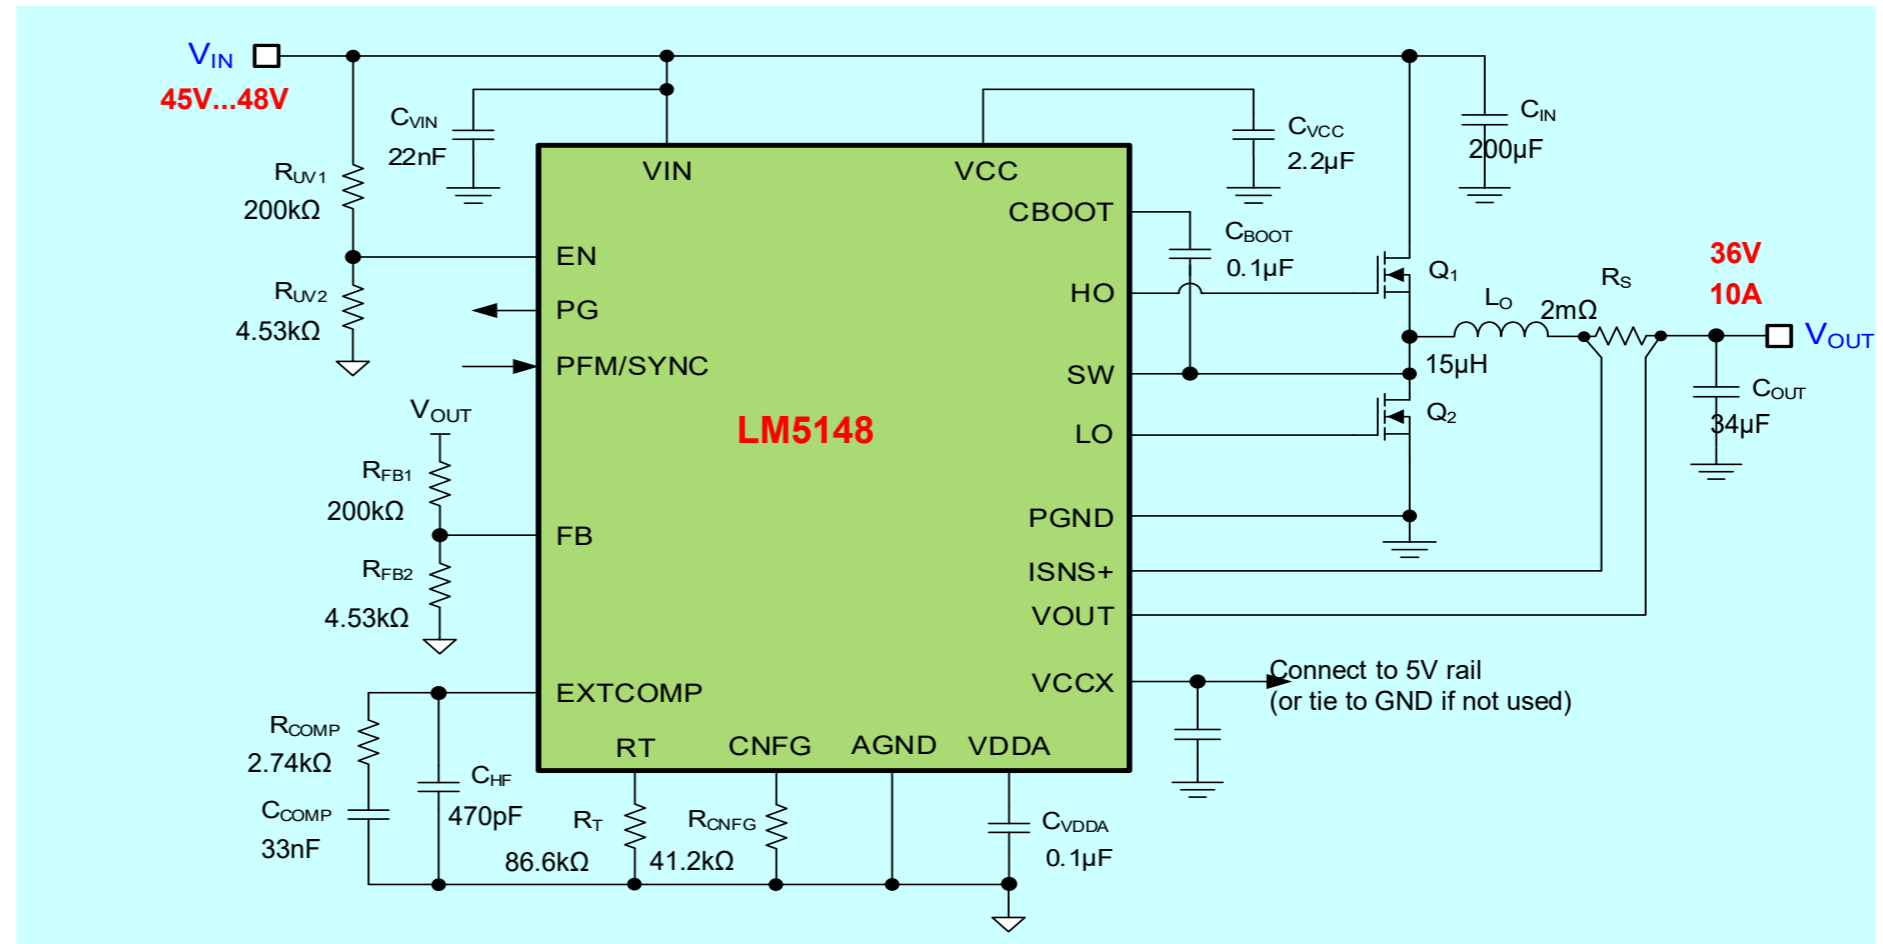 VIN
45V...48V
CVIN
22nF
CVCC
2.2µF
CIN
200µF
RUV1
200kΩ
VIN
VCC
CBOOT
CBOOT
0.1µF
EN
RUV2
4.53kΩ
PG
HO
Q1
36V
10A
RS
LO
2mΩ
VOUT
PFM/SYNC
SW
15µH
COUT
34µF
VOUT
LM5148
LO
Q2
RFB1
200kΩ
FB
PGND
RFB2
4.53kΩ
ISNS+
VOUT
EXTCOMP
VCCX
Connect to 5V rail
(or tie to GND if not used)
RCOMP
2.74kΩ
RT
CNFG
AGND
VDDA
CHF
470pF
CCOMP
33nF
RT
86.6kΩ
RCNFG
41.2kΩ
CVDDA
0.1µF